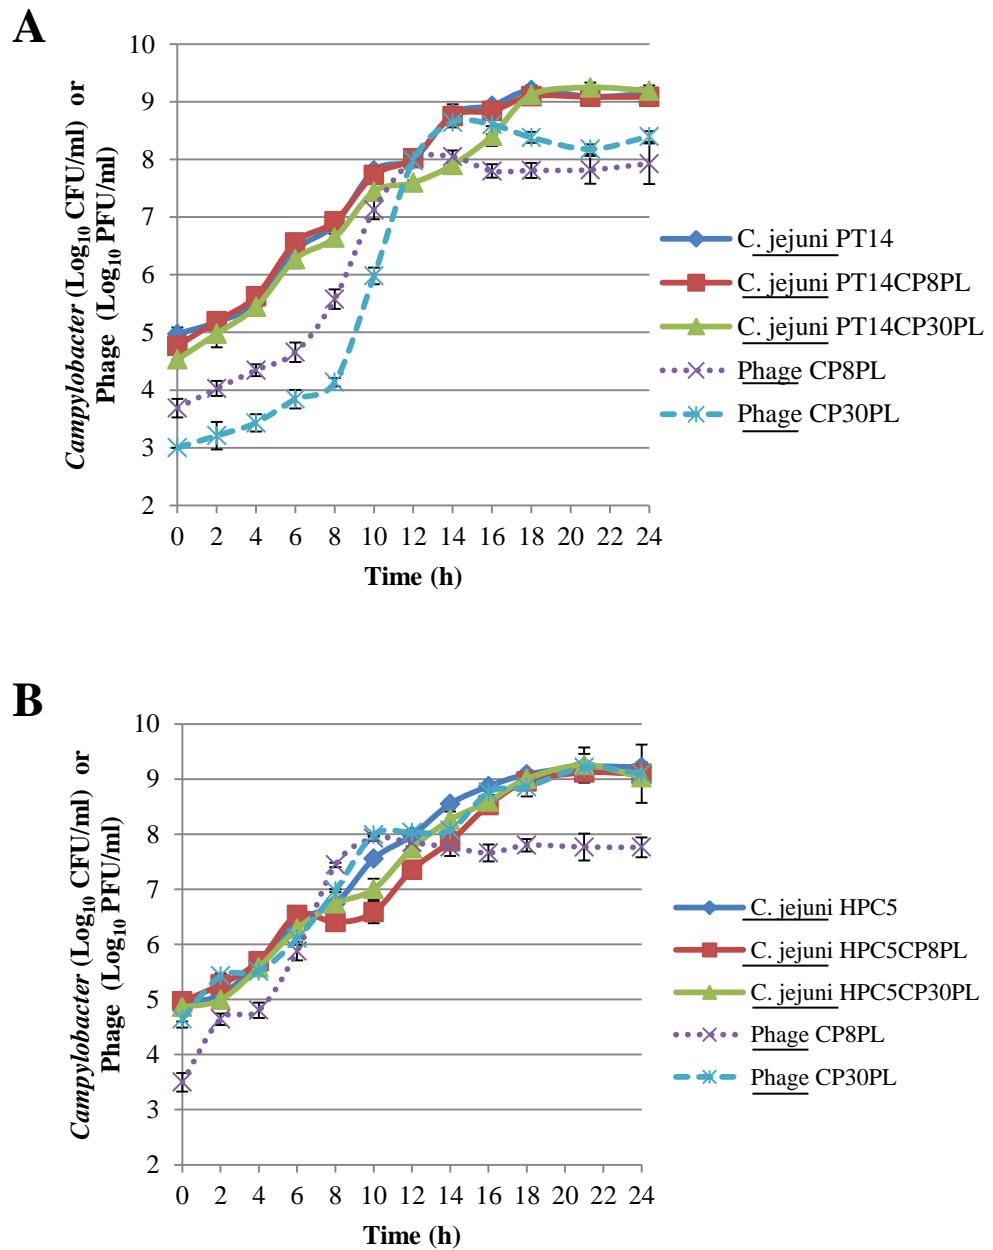 A
Campylobacter (Log10 CFU/ml) or
Phage (Log10 PFU/ml)
10
9
8
7
6
5
4
3
2
0 2 4 6 8 10 12 14 16 18 20 22 24
Time (h)
C. jejuni PT14
C. jejuni PT14CP8PL
C. jejuni PT14CP30PL
Phage CP8PL
Phage CP30PL
B
Campylobacter (Log10 CFU/ml) or
Phage (Log10 PFU/ml)
10
9
8
7
6
5
4
3
2
0 2 4 6 8 10 12 14 16 18 20 22 24
Time (h)
C. jejuni HPC5
C. jejuni HPC5CP8PL
C. jejuni HPC5CP30PL
Phage CP8PL
Phage CP30PL